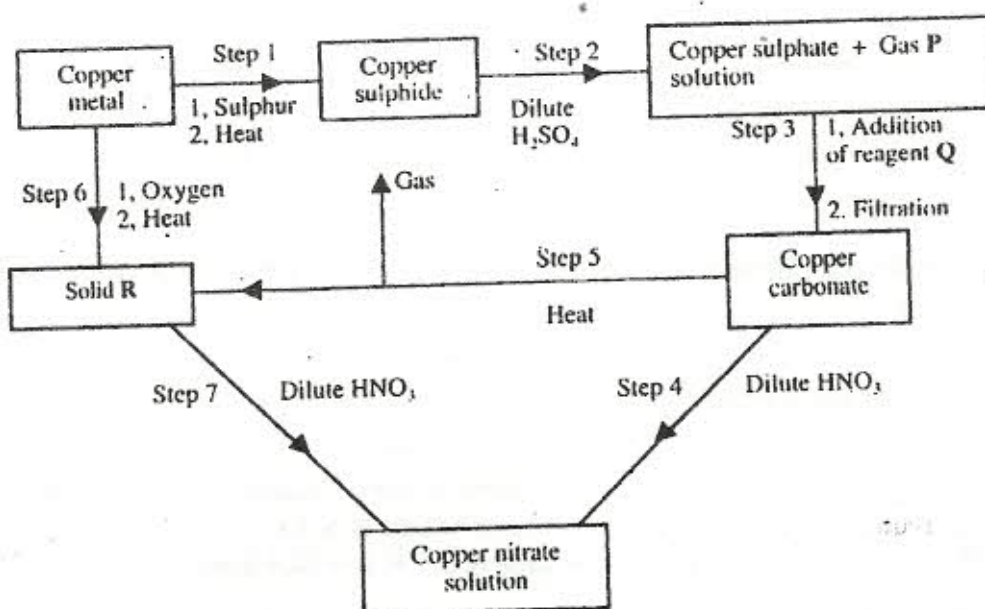 Copper
metal
Step 1
1, Sulphur
2, Heat
Copper
sulphide
Step 2
Dilute
H₂SO₄
Copper sulphate + Gas P
solution
Step 3
1, Addition
of reagent Q
2. Filtration
Step 6
1, Oxygen
2, Heat
Gas
Solid R
Step 5
Heat
Copper
carbonate
Step 7
Dilute HNO₃
Step 4
Dilute HNO₃
Copper nitrate
solution